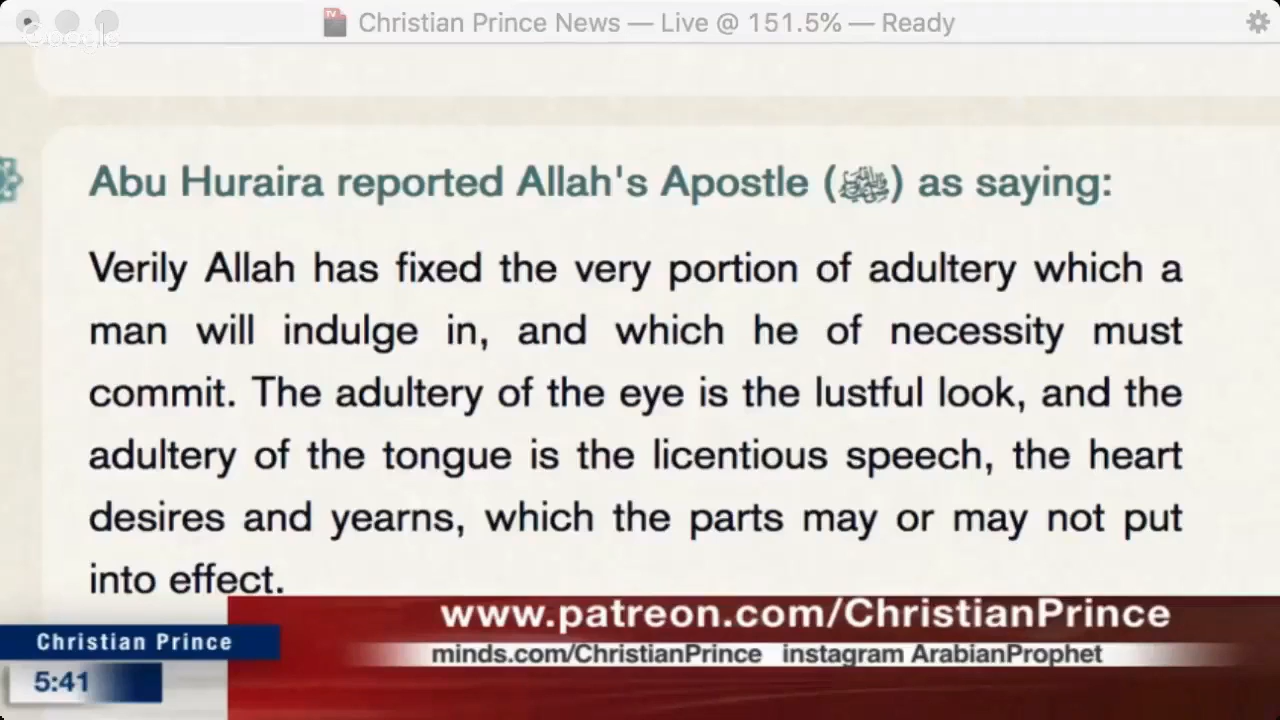 Christian Prince News — Live @ 151.5% — Ready
Google
Abu Huraira reported Allah's Apostle (ﷺ) as saying:
Verily Allah has fixed the very portion of adultery which a
man will indulge in, and which he of necessity must
commit. The adultery of the eye is the lustful look, and the
adultery of the tongue is the licentious speech, the heart
desires and yearns, which the parts may or may not put
into effect.
www.patreon.com/ChristianPrince
Christian Prince
minds.com/ChristianPrince instagram ArabianProphet
5:41